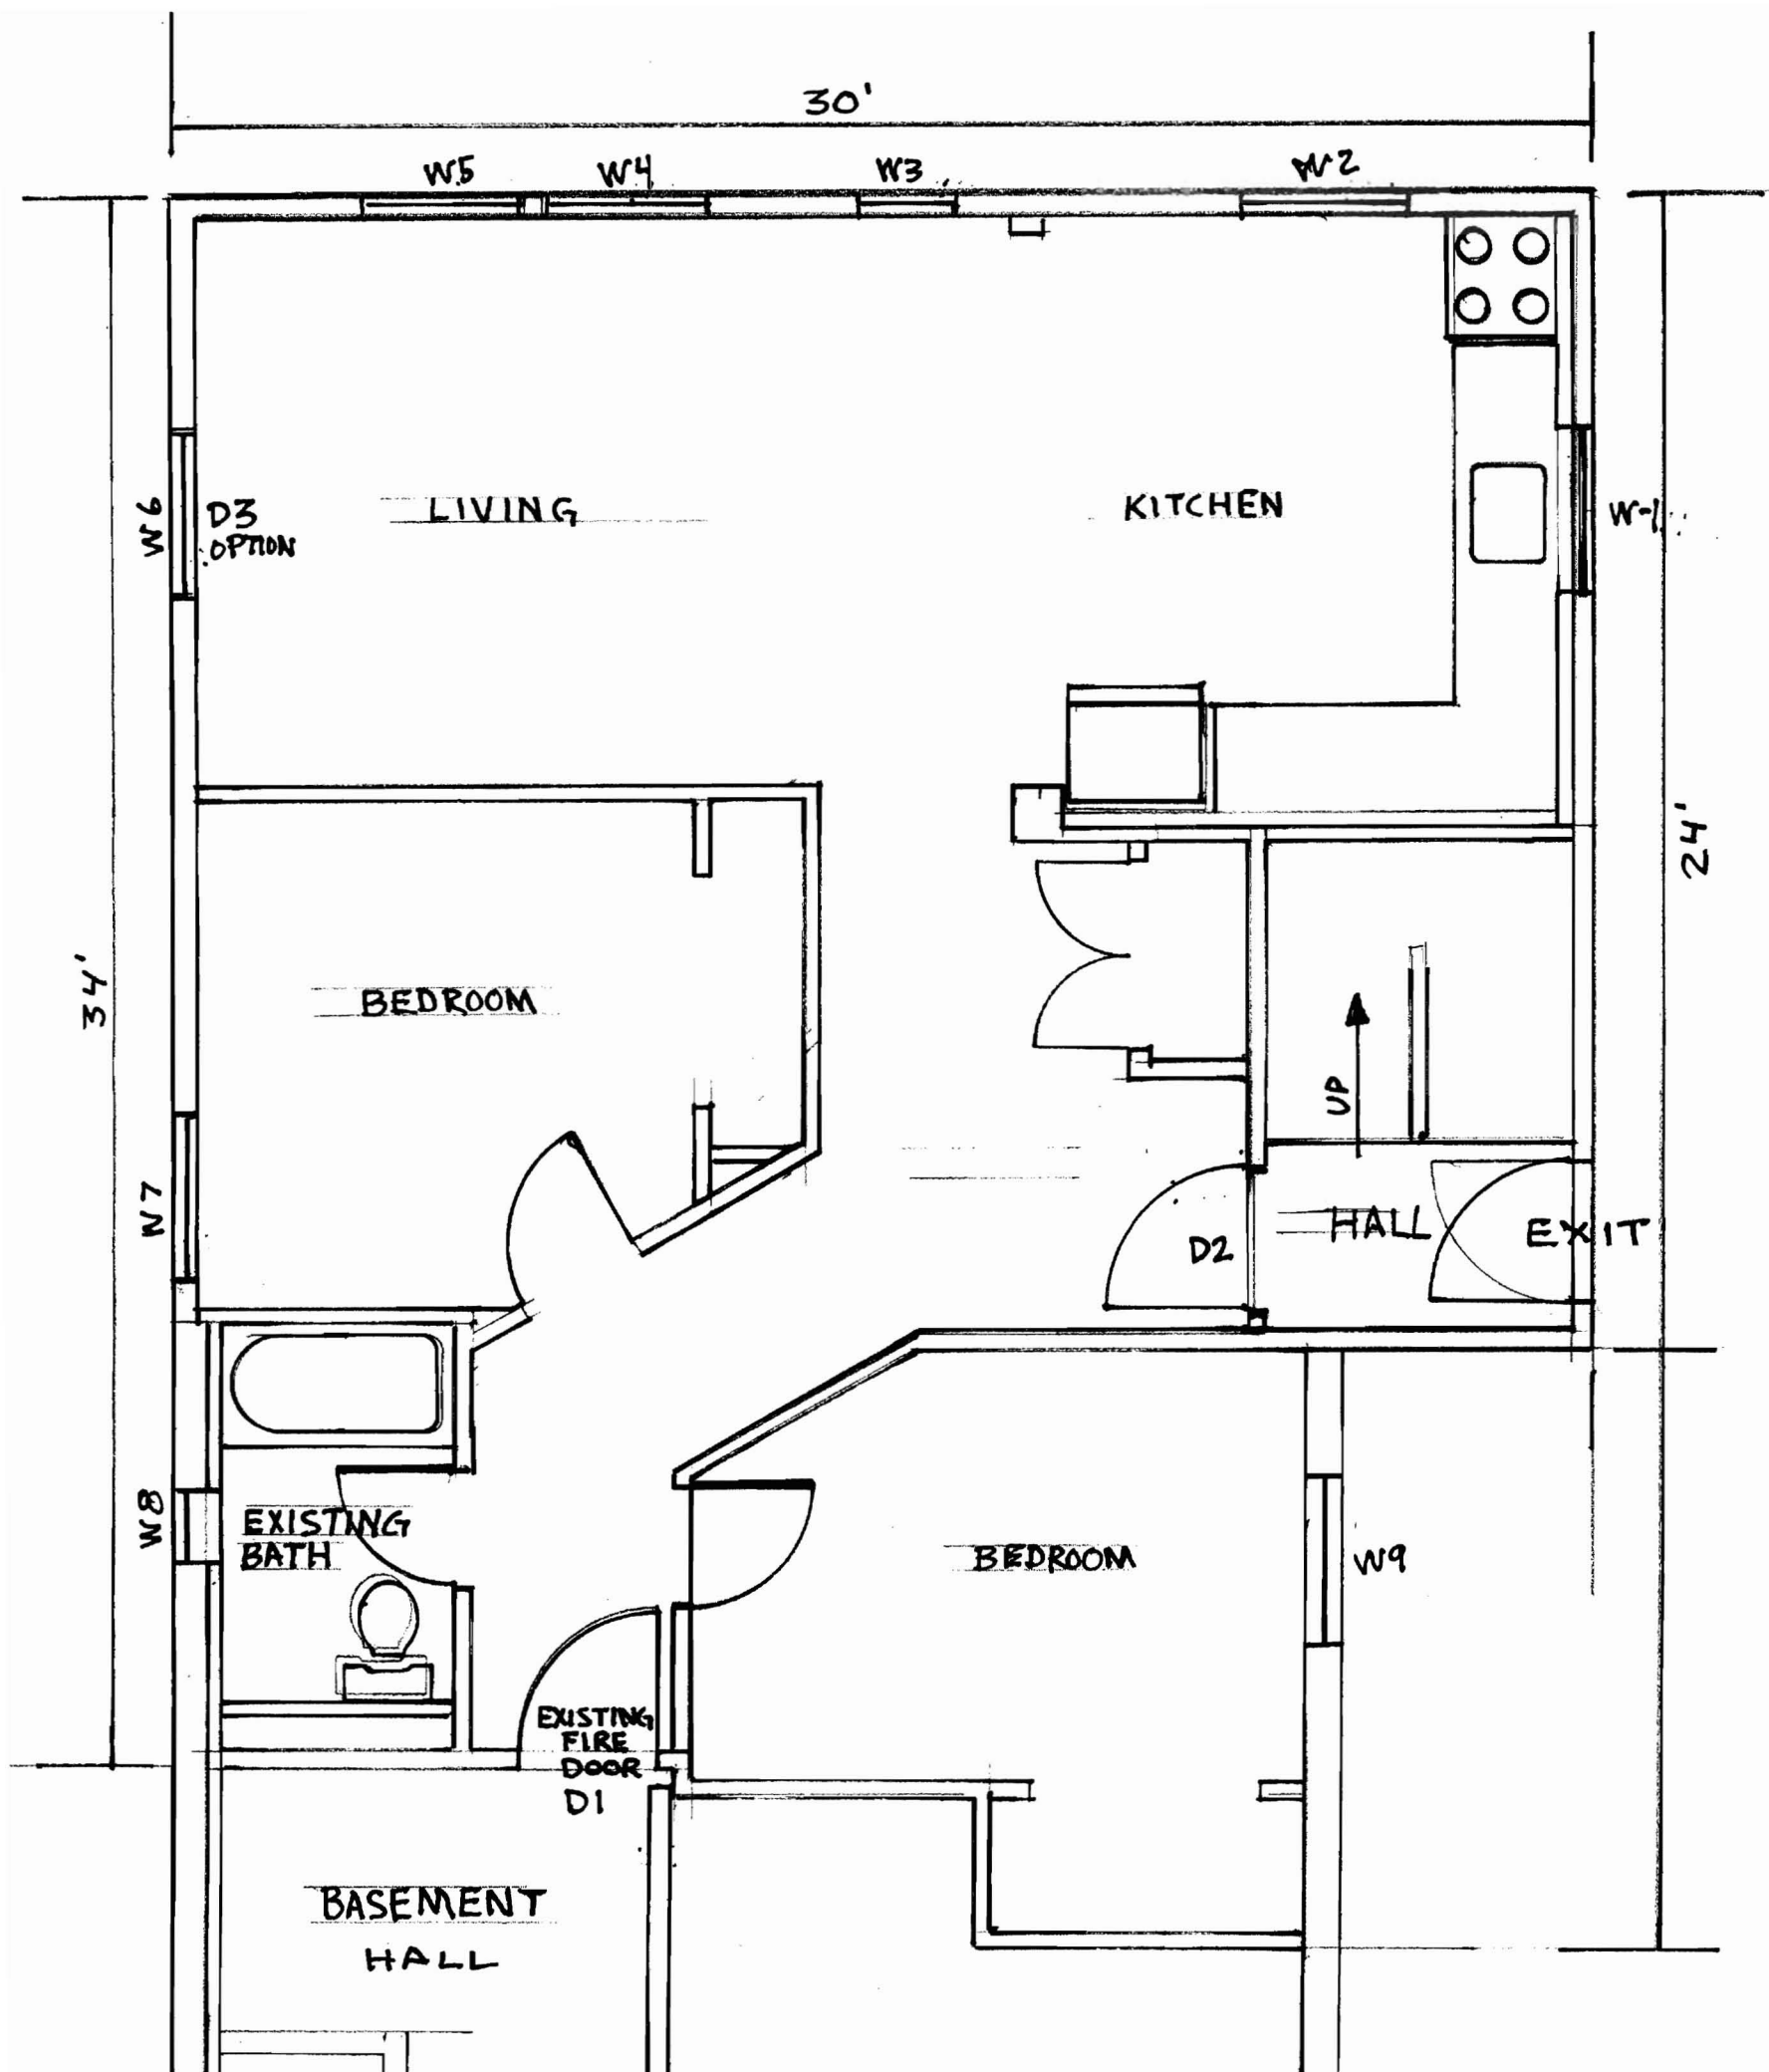 30'
W5
W4
W3
W2
W6
D3
OPTION
LIVING
KITCHEN
W-1
24'
34'
BEDROOM
UP
W7
D2
HALL
EXIT
W8
EXISTING
BATH
BEDROOM
W9
EXISTING
FIRE
DOOR
D1
BASEMENT
HALL